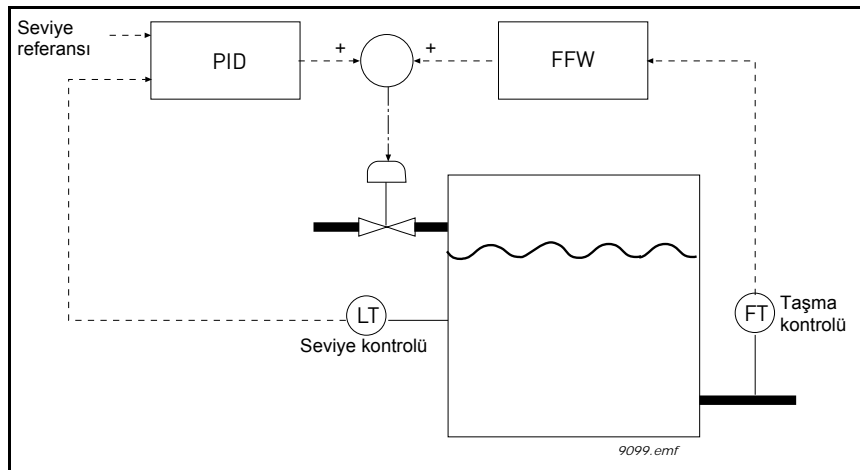 Seviye
referansı
PID
+
+
FFW
LT
Seviye kontrolü
FT
Taşma
kontrolü
9099.emf